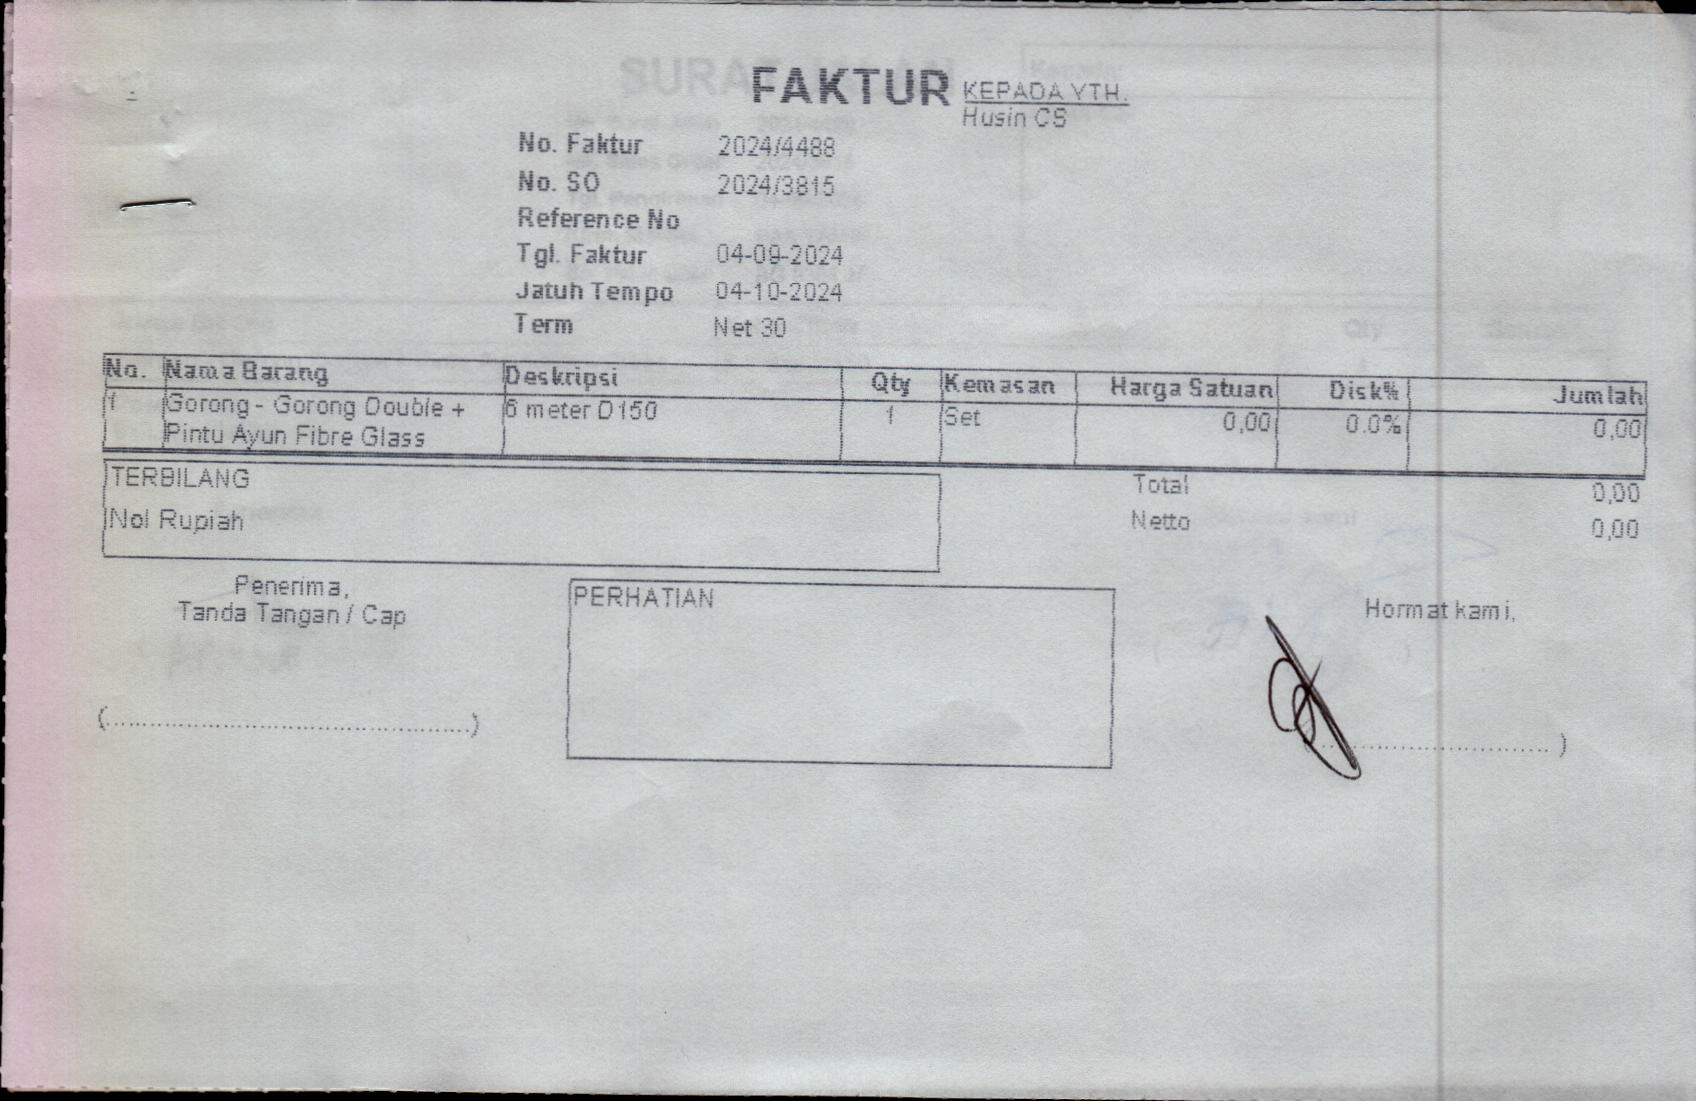 FAKTUR
KEPADA YTH.
Husin CS
No. Faktur 2024/4488
No. SO 2024/3815
Reference No
Tgl. Faktur 04-09-2024
Jatuh Tempo 04-10-2024
Term Net 30
No. Nama Barang Deskripsi Qty Kemasan Harga Satuan Disk% Jumlah
1 Gorong - Gorong Double + 6 meter D150 1 Set 0,00 0.0% 0,00
Pintu Ayun Fibre Glass
TERBILANG Total 0,00
Nol Rupiah Netto 0,00
Penerima,
Tanda Tangan / Cap
PERHATIAN
Hormat kami,
(.....................................................)
(..................................... )